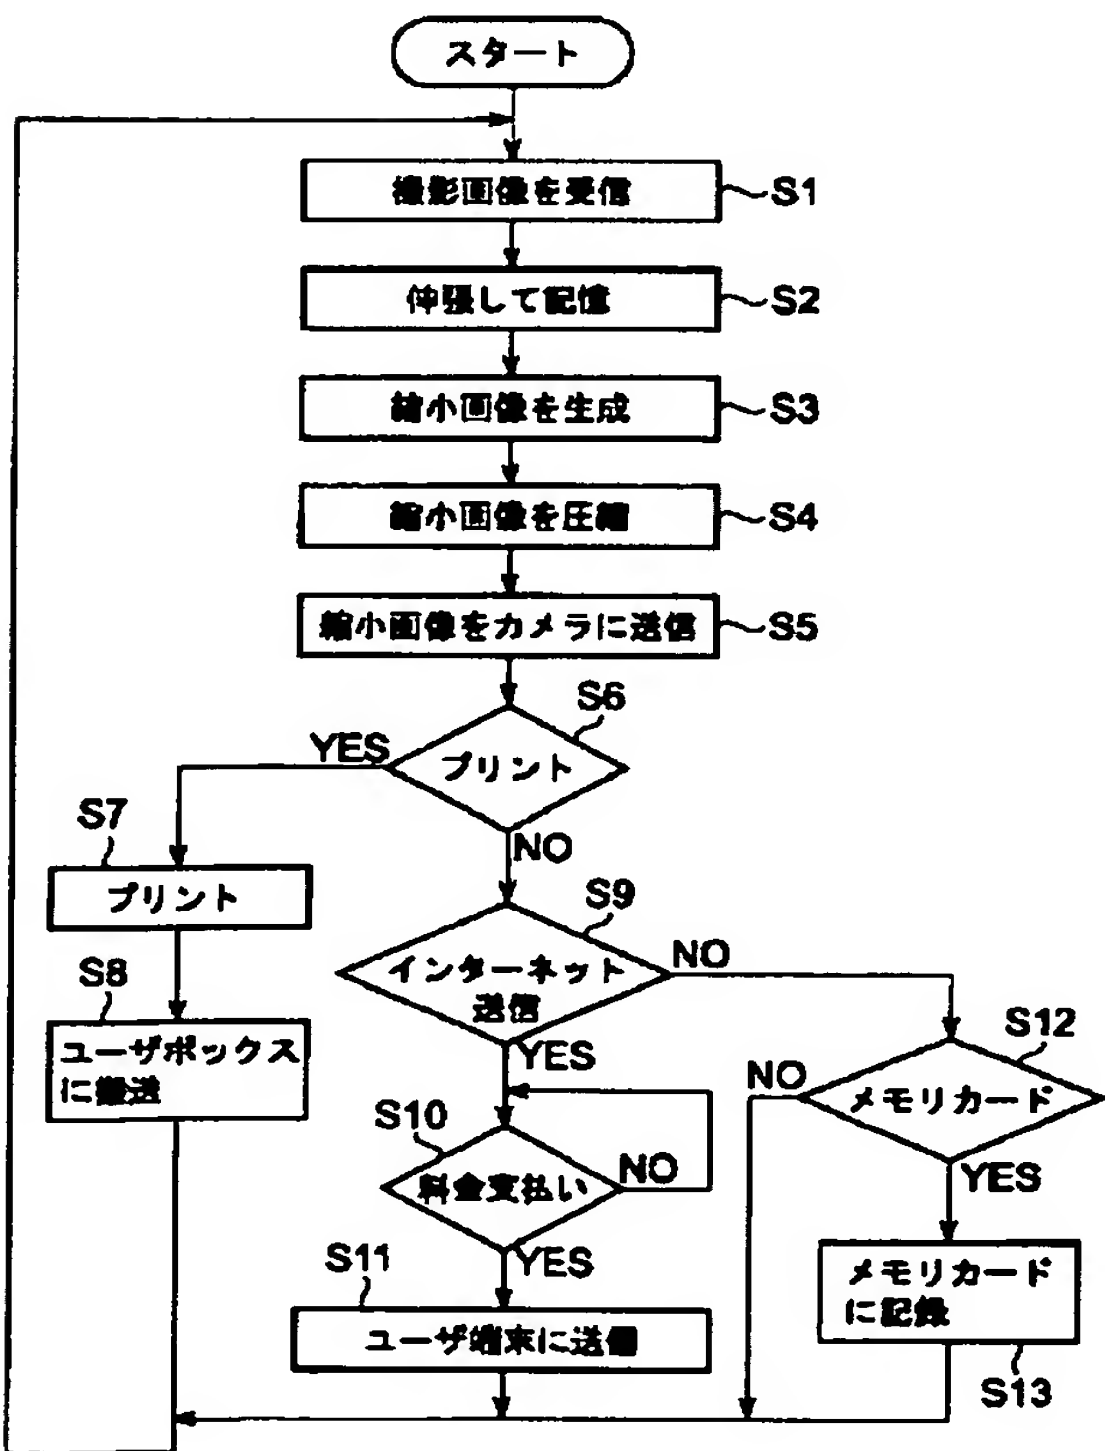 スタート
撮影画像を受信
S1
伸張して記憶
S2
縮小画像を生成
S3
縮小画像を圧縮
S4
縮小画像をカメラに送信
S5
S6
プリント
YES
NO
S7
プリント
S8
ユーザボックス
に搬送
S9
インターネット
送信
NO
YES
S10
料金支払い
NO
YES
S11
ユーザ端末に送信
S12
メモリカード
NO
YES
メモリカード
に記録
S13